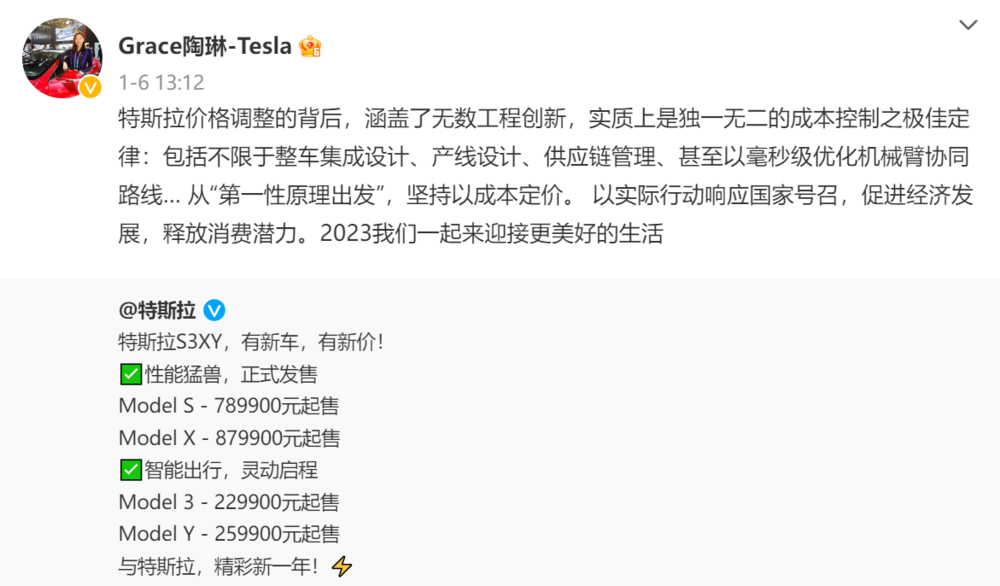 Grace陶琳-Tesla
1-6 13:12
特斯拉价格调整的背后，涵盖了无数工程创新，实质上是独一无二的成本控制之极佳定
律：包括不限于整车集成设计、产线设计、供应链管理、甚至以毫秒级优化机械臂协同
路线... 从“第一性原理出发”，坚持以成本定价。 以实际行动响应国家号召，促进经济发
展，释放消费潜力。2023我们一起来迎接更美好的生活
@特斯拉
特斯拉S3XY，有新车，有新价！
✅性能猛兽，正式发售
Model S - 789900元起售
Model X - 879900元起售
✅智能出行，灵动启程
Model 3 - 229900元起售
Model Y - 259900元起售
与特斯拉，精彩新一年！⚡